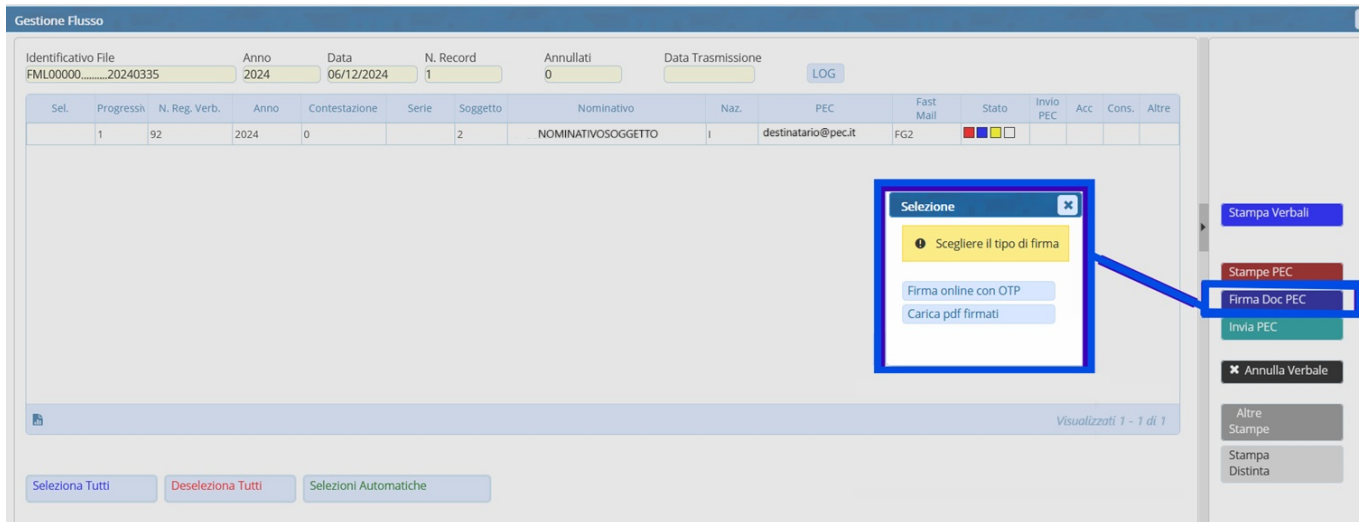 Gestione Flusso
Identificativo File Anno Data N. Record Annullati Data Trasmissione
FML00000..........20240335 2024 06/12/2024 1 0 LOG
Sel. Progressiv N. Reg. Verb. Anno Contestazione Serie Soggetto Nominativo Naz. PEC Fast Mail Stato Invio PEC Acc Cons. Altre
1 92 2024 0 2 NOMINATIVOSOGGETTO I destinatario@pec.it FG2
Selezione
Scegliere il tipo di firma
Firma online con OTP
Carica pdf firmati
Stampa Verbali
Stampe PEC
Firma Doc PEC
Invia PEC
Annulla Verbale
Altre
Stampe
Stampa
Distinta
Visualizzati 1 - 1 di 1
Seleziona Tutti Deseleziona Tutti Selezioni Automatiche